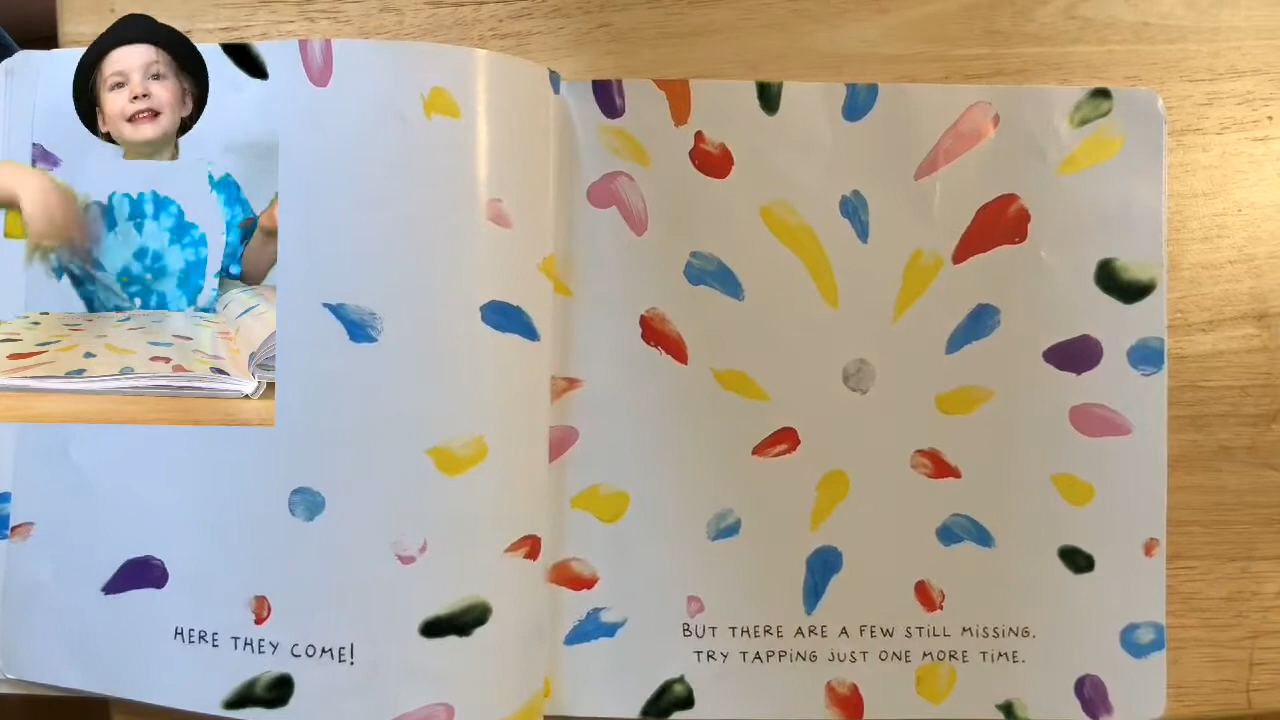 HERE THEY COME!
BUT THERE ARE A FEW STILL MISSING.
TRY TAPPING JUST ONE MORE TIME.